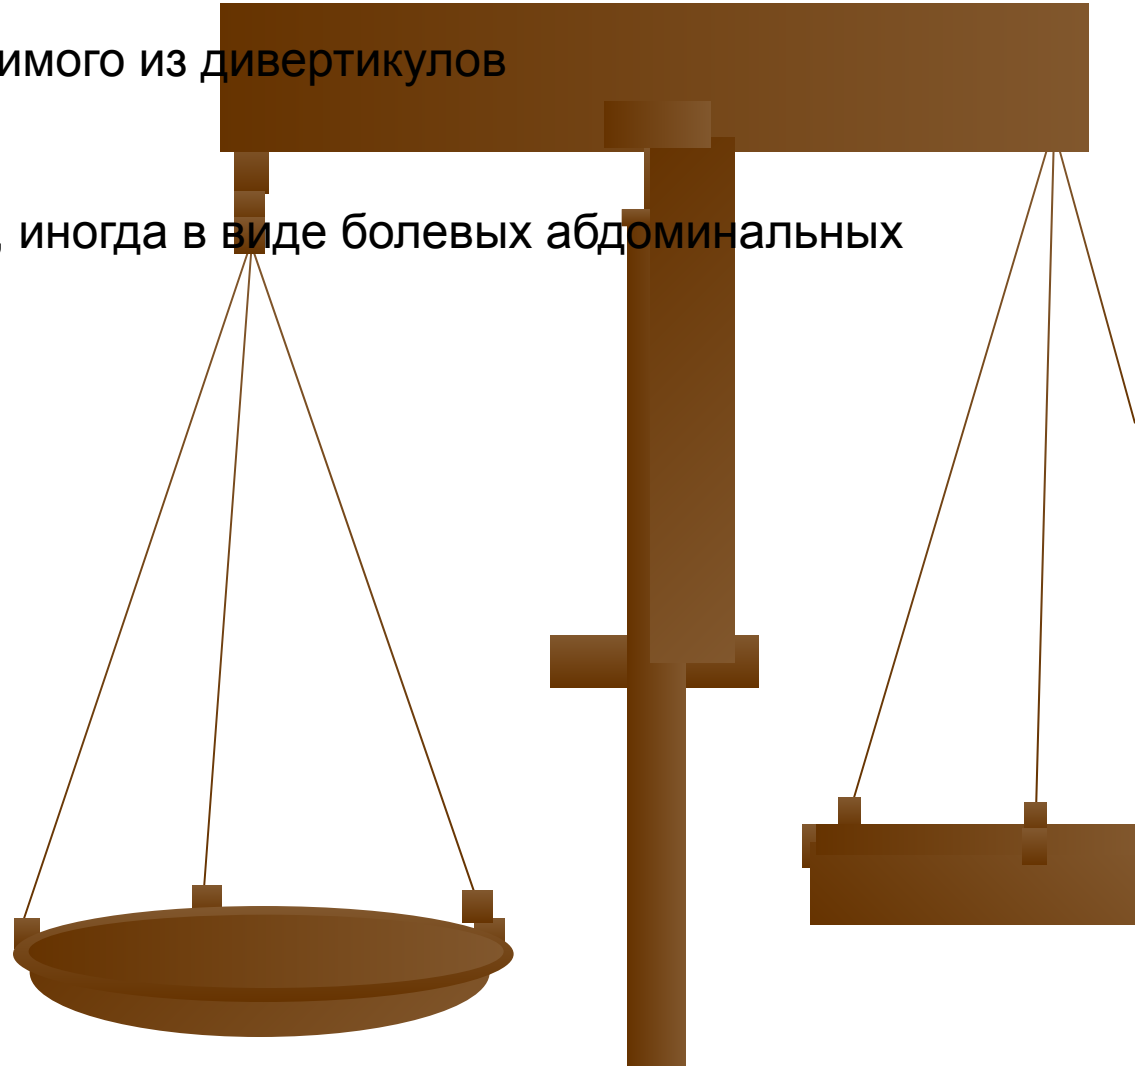 имого из дивертикулов
, иногда в виде болевых абдоминальных